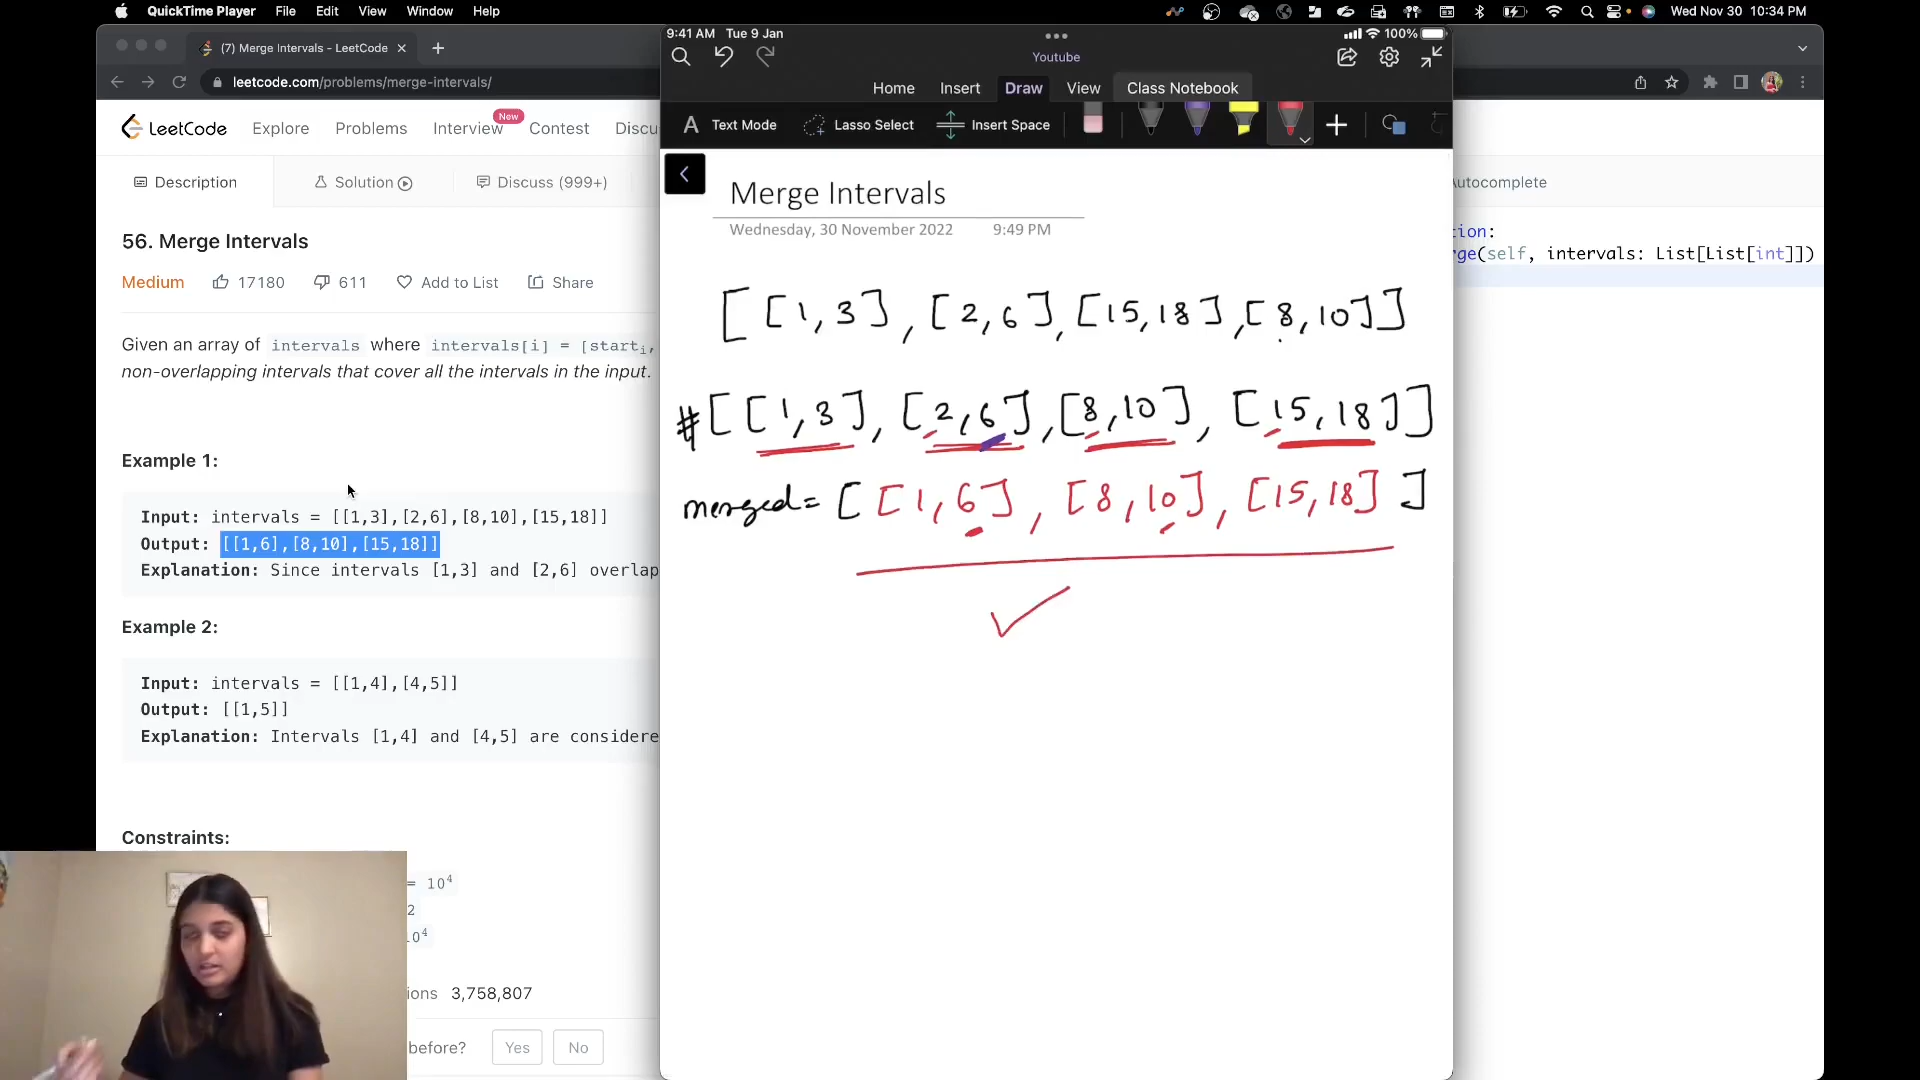 QuickTime Player File Edit View Window Help Wed Nov 30 10:34 PM
(7) Merge Intervals - LeetCode
leetcode.com/problems/merge-intervals/
LeetCode Explore Problems Interview New Contest Discu
Description Solution Discuss (999+)
56. Merge Intervals
Medium 17180 611 Add to List Share
Given an array of intervals where intervals[i] = [starti,
non-overlapping intervals that cover all the intervals in the input.
Example 1:
Input: intervals = [[1,3],[2,6],[8,10],[15,18]]
Output: [[1,6],[8,10],[15,18]]
Explanation: Since intervals [1,3] and [2,6] overlap
Example 2:
Input: intervals = [[1,4],[4,5]]
Output: [[1,5]]
Explanation: Intervals [1,4] and [4,5] are considere
Constraints:
= 10⁴
2
10⁴
ions 3,758,807
before? Yes No
9:41 AM Tue 9 Jan 100%
Youtube
Home Insert Draw View Class Notebook
Text Mode Lasso Select Insert Space
Merge Intervals
Wednesday, 30 November 2022 9:49 PM
[[1,3],[2,6],[15,18],[8,10]]
#[[1,3],[2,6],[8,10],[15,18]]
merged=[[1,6],[8,10],[15,18]]
Autocomplete
tion:
rge(self, intervals: List[List[int]])